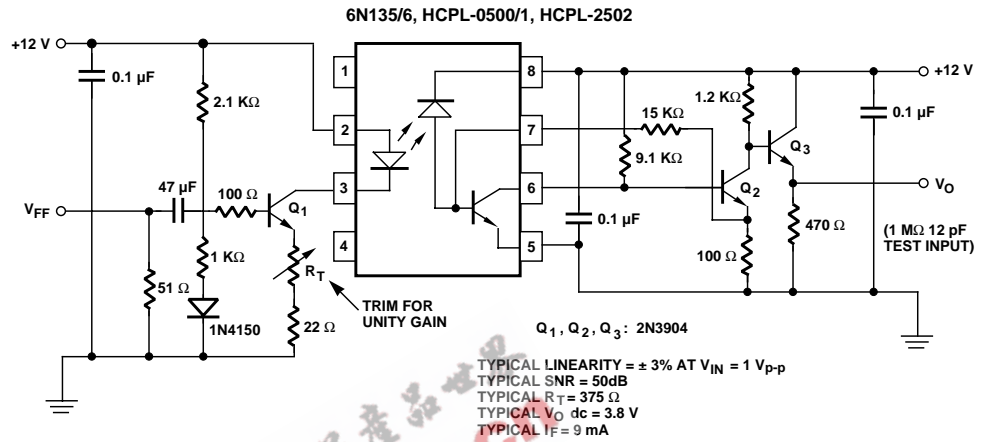 6N135/6, HCPL-0500/1, HCPL-2502
+12 V
0.1 µF
2.1 KΩ
47 µF
VFF
100 Ω
Q1
51 Ω
1 KΩ
1N4150
RT
22 Ω
TRIM FOR
UNITY GAIN
1
2
3
4
8
7
6
5
+12 V
1.2 KΩ
0.1 µF
15 KΩ
Q3
9.1 KΩ
Q2
VO
0.1 µF
470 Ω
(1 MΩ 12 pF
TEST INPUT)
100 Ω
Q1, Q2, Q3: 2N3904
TYPICAL LINEARITY = ± 3% AT VIN = 1 Vp-p
TYPICAL SNR = 50dB
TYPICAL RT = 375 Ω
TYPICAL VO dc = 3.8 V
TYPICAL IF = 9 mA